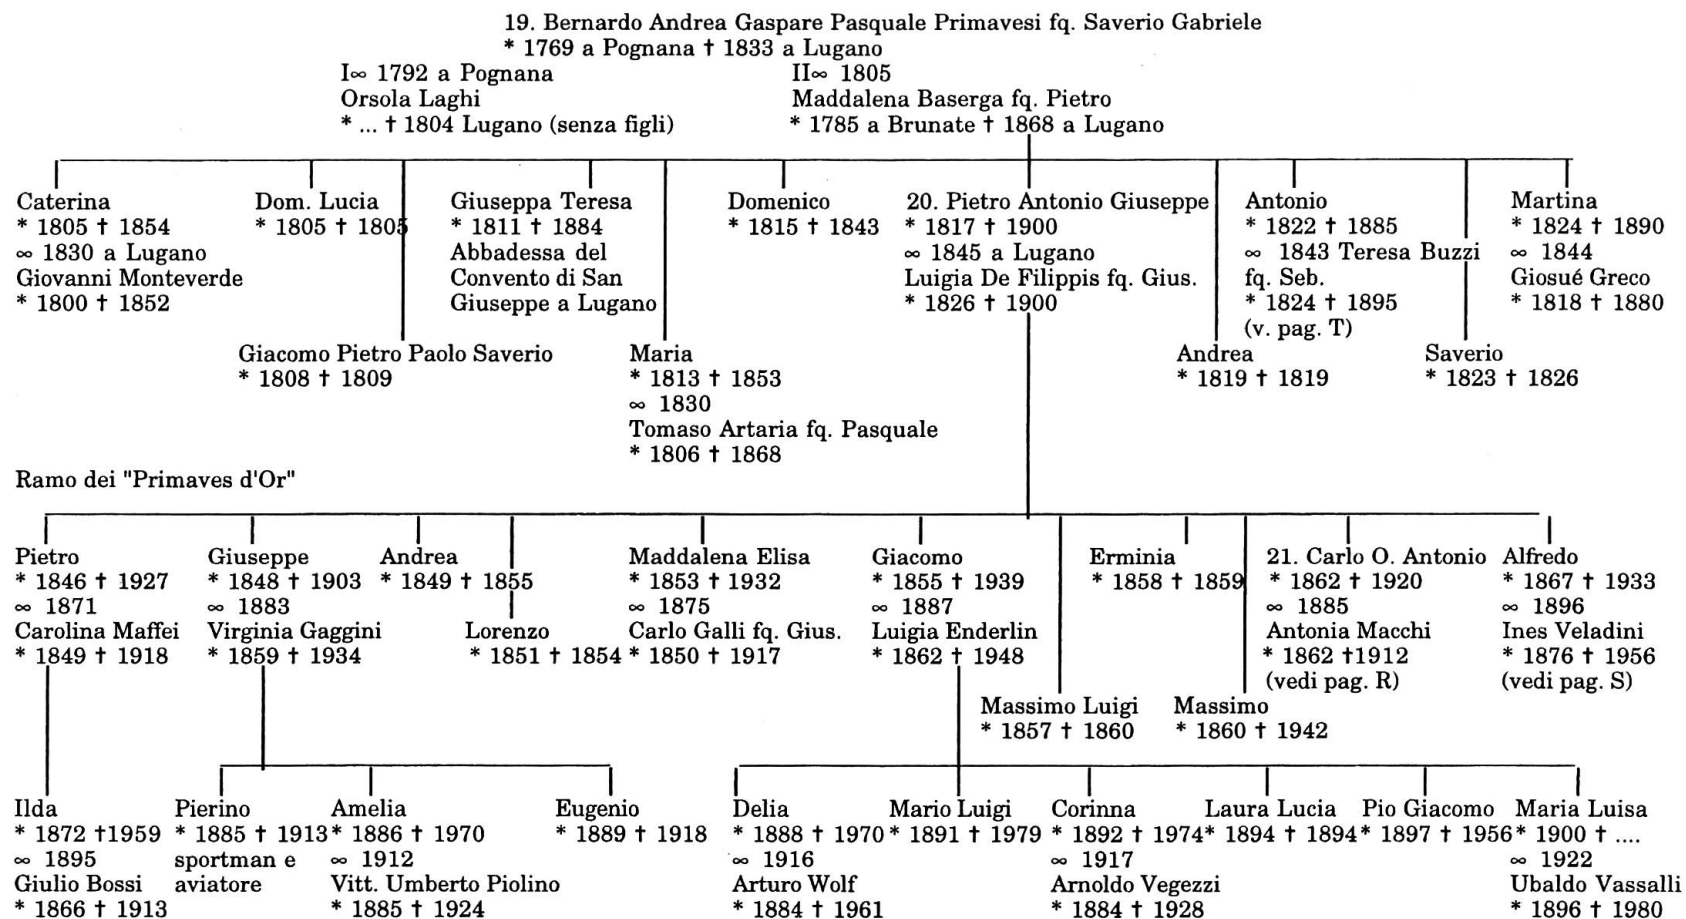 19. Bernardo Andrea Gaspare Pasquale Primavesi fq. Saverio Gabriele
* 1769 a Pognana † 1833 a Lugano
I∞ 1792 a Pognana
Orsola Laghi
* ... † 1804 Lugano (senza figli)
II∞ 1805
Maddalena Baserga fq. Pietro
* 1785 a Brunate † 1868 a Lugano
Caterina
* 1805 † 1854
∞ 1830 a Lugano
Giovanni Monteverde
* 1800 † 1852
Dom. Lucia
* 1805 † 1805
Giacomo Pietro Paolo Saverio
* 1808 † 1809
Giuseppa Teresa
* 1811 † 1884
Abbadessa del
Convento di San
Giuseppe a Lugano
Maria
* 1813 † 1853
∞ 1830
Tomaso Artaria fq. Pasquale
* 1806 † 1868
Domenico
* 1815 † 1843
20. Pietro Antonio Giuseppe
* 1817 † 1900
∞ 1845 a Lugano
Luigia De Filippis fq. Gius.
* 1826 † 1900
Andrea
* 1819 † 1819
Antonio
* 1822 † 1885
∞ 1843 Teresa Buzzi
fq. Seb.
* 1824 † 1895
(v. pag. T)
Saverio
* 1823 † 1826
Martina
* 1824 † 1890
∞ 1844
Giosué Greco
* 1818 † 1880
Ramo dei "Primaves d'Or"
Pietro
* 1846 † 1927
∞ 1871
Carolina Maffei
* 1849 † 1918
Giuseppe
* 1848 † 1903
∞ 1883
Virginia Gaggini
* 1859 † 1934
Andrea
* 1849 † 1855
Lorenzo
* 1851 † 1854
Maddalena Elisa
* 1853 † 1932
∞ 1875
Carlo Galli fq. Gius.
* 1850 † 1917
Giacomo
* 1855 † 1939
∞ 1887
Luigia Enderlin
* 1862 † 1948
Massimo Luigi
* 1857 † 1860
Erminia
* 1858 † 1859
Massimo
* 1860 † 1942
21. Carlo O. Antonio
* 1862 † 1920
∞ 1885
Antonia Macchi
* 1862 †1912
(vedi pag. R)
Alfredo
* 1867 † 1933
∞ 1896
Ines Veladini
* 1876 † 1956
(vedi pag. S)
Ilda
* 1872 †1959
∞ 1895
Giulio Bossi
* 1866 † 1913
Pierino
* 1885 † 1913
sportman e
aviatore
Amelia
* 1886 † 1970
∞ 1912
Vitt. Umberto Piolino
* 1885 † 1924
Eugenio
* 1889 † 1918
Delia
* 1888 † 1970
∞ 1916
Arturo Wolf
* 1884 † 1961
Mario Luigi
* 1891 † 1979
Corinna
* 1892 † 1974
∞ 1917
Arnoldo Vegezzi
* 1884 † 1928
Laura Lucia
* 1894 † 1894
Pio Giacomo
* 1897 † 1956
Maria Luisa
* 1900 † ....
∞ 1922
Ubaldo Vassalli
* 1896 † 1980